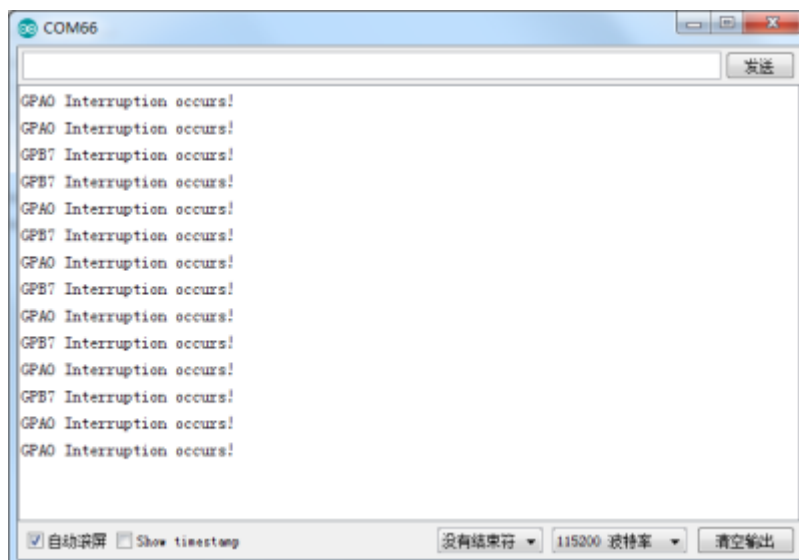 COM66
发送
GPA0 Interruption occurs!
GPA0 Interruption occurs!
GPB7 Interruption occurs!
GPB7 Interruption occurs!
GPA0 Interruption occurs!
GPB7 Interruption occurs!
GPA0 Interruption occurs!
GPB7 Interruption occurs!
GPA0 Interruption occurs!
GPB7 Interruption occurs!
GPA0 Interruption occurs!
GPB7 Interruption occurs!
GPA0 Interruption occurs!
GPA0 Interruption occurs!
自动滚屏 Show timestamp 没有结束符 115200 波特率 清空输出